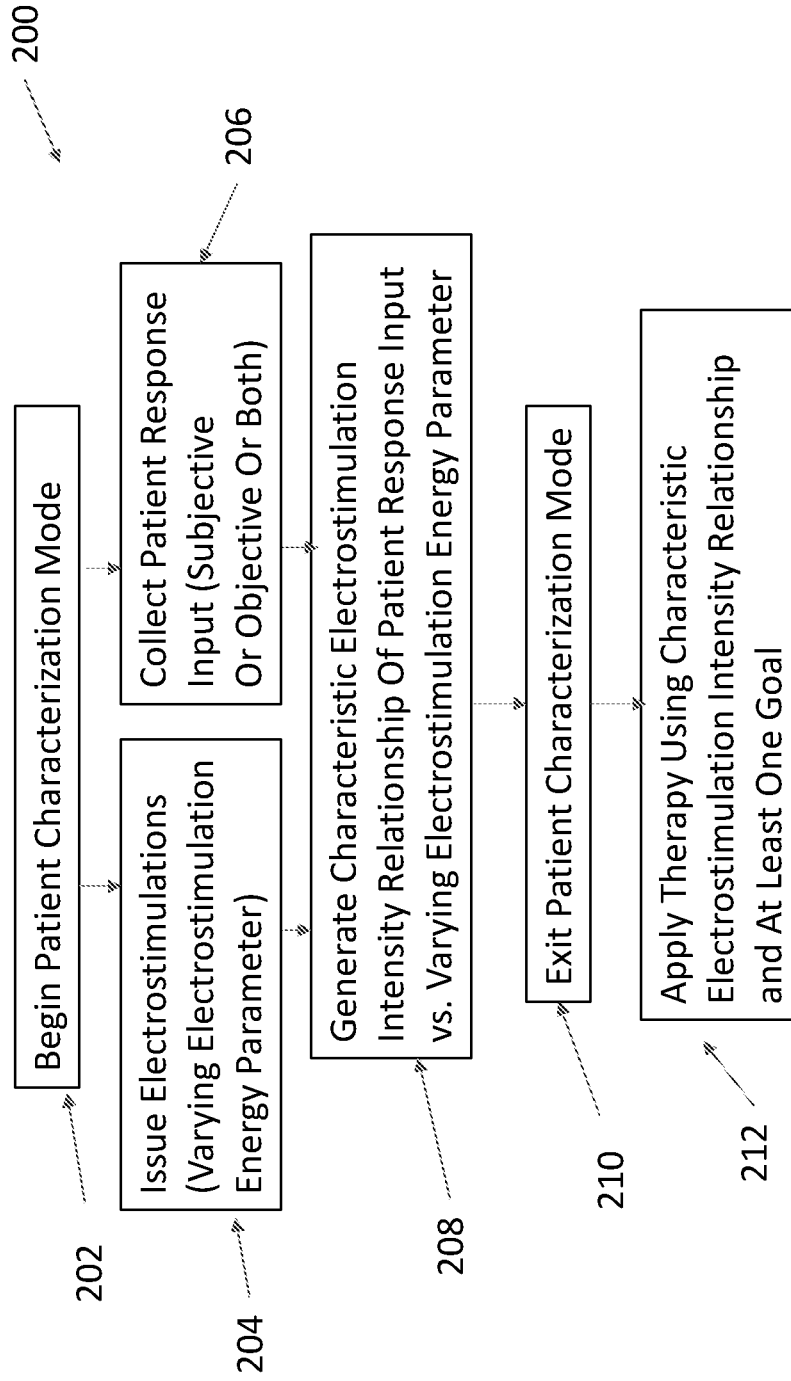 200
Begin Patient Characterization Mode
202
Issue Electrostimulations
(Varying Electrostimulation
Energy Parameter)
204
Collect Patient Response
Input (Subjective
Or Objective Or Both)
206
Generate Characteristic Electrostimulation
Intensity Relationship Of Patient Response Input
vs. Varying Electrostimulation Energy Parameter
208
Exit Patient Characterization Mode
210
Apply Therapy Using Characteristic
Electrostimulation Intensity Relationship
and At Least One Goal
212